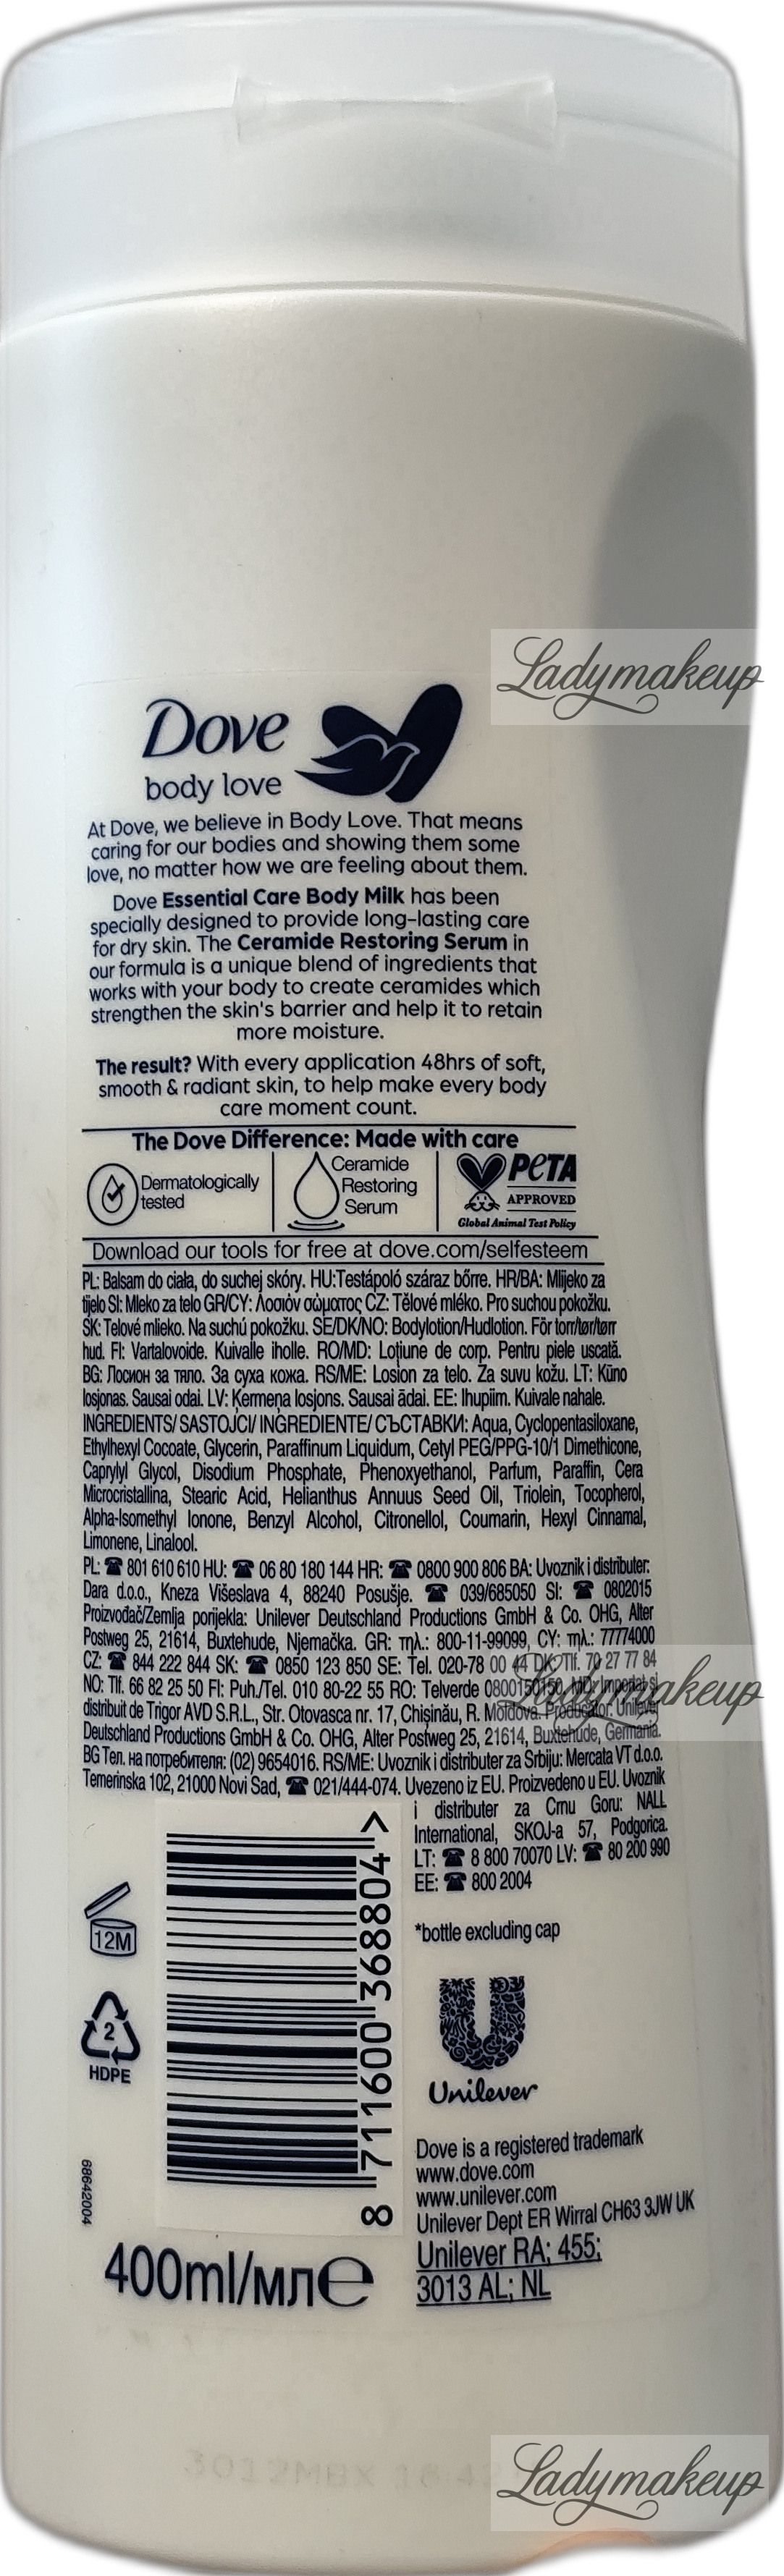 Ladymakeup
Dove
body love
At Dove, we believe in Body Love. That means
caring for our bodies and showing them some
love, no matter how we are feeling about them.
Dove Essential Care Body Milk has been
specially designed to provide long-lasting care
for dry skin. The Ceramide Restoring Serum in
our formula is a unique blend of ingredients that
works with your body to create ceramides which
strengthen the skin's barrier and help it to retain
more moisture.
The result? With every application 48hrs of soft,
smooth & radiant skin, to help make every body
care moment count.
The Dove Difference: Made with care
Dermatologically
tested
Ceramide
Restoring
Serum
PETA
APPROVED
Global Animal Test Policy
Download our tools for free at dove.com/selfesteem
PL: Balsam do ciała, do suchej skóry. HU:Testápoló száraz bőrre. HR/BA: Mlijeko za
tijelo SI: Mleko za telo GR/CY: Λοσιόν σώματος CZ: Tělové mléko. Pro suchou pokožku.
SK: Telové mlieko. Na suchú pokožku. SE/DK/NO: Bodylotion/Hudlotion. För torr/tør/tørr
hud. FI: Vartalovoide. Kuivalle iholle. RO/MD: Loțiune de corp. Pentru piele uscată.
BG: Лосион за тяло. За суха кожа. RS/ME: Losion za telo. Za suvu kožu. LT: Kūno
losjonas. Sausai odai. LV: Ķermeņa losjons. Sausai ādai. EE: Ihupiim. Kuivale nahale.
INGREDIENTS/ SASTOJCI/ INGREDIENTE/ СЪСТАВКИ: Aqua, Cyclopentasiloxane,
Ethylhexyl Cocoate, Glycerin, Paraffinum Liquidum, Cetyl PEG/PPG-10/1 Dimethicone,
Caprylyl Glycol, Disodium Phosphate, Phenoxyethanol, Parfum, Paraffin, Cera
Microcristallina, Stearic Acid, Helianthus Annuus Seed Oil, Triolein, Tocopherol,
Alpha-Isomethyl Ionone, Benzyl Alcohol, Citronellol, Coumarin, Hexyl Cinnamal,
Limonene, Linalool.
PL: ☎ 801 610 610 HU: ☎ 06 80 180 144 HR: ☎ 0800 900 806 BA: Uvoznik i distributer:
Dara d.o.o., Kneza Višeslava 4, 88240 Posušje. ☎ 039/685050 SI: ☎ 0802015
Proizvođač/Zemlja porijekla: Unilever Deutschland Productions GmbH & Co. OHG, Alter
Postweg 25, 21614, Buxtehude, Njemačka. GR: τηλ.: 800-11-99099, CY: τηλ.: 77774000
CZ: ☎ 844 222 844 SK: ☎ 0850 123 850 SE: Tel. 020-78 00 44 DK: Tlf. 70 27 77 84
NO: Tlf. 66 82 25 50 FI: Puh./Tel. 010 80-22 55 RO: Telverde 0800150150. MD: Importat și
Ladymakeup
distribuit de Trigor AVD S.R.L., Str. Otovasca nr. 17, Chișinău, R. Moldova. Producător: Unilever
Deutschland Productions GmbH & Co. OHG, Alter Postweg 25, 21614, Buxtehude, Germania.
BG Тел. на потребителя: (02) 9654016. RS/ME: Uvoznik i distributer za Srbiju: Mercata VT d.o.o.
Temerinska 102, 21000 Novi Sad, ☎ 021/444-074. Uvezeno iz EU. Proizvedeno u EU. Uvoznik
i distributer za Crnu Goru: NALL
International, SKOJ-a 57, Podgorica.
LT: ☎ 8 800 70070 LV: ☎ 80 200 990
EE: ☎ 800 2004
*bottle excluding cap
12M
2
HDPE
8 711600 368804 >
Unilever
68642004
Dove is a registered trademark
www.dove.com
www.unilever.com
Unilever Dept ER Wirral CH63 3JW UK
Unilever RA; 455;
3013 AL; NL
400ml/мл℮
3012MBX
Ladymakeup